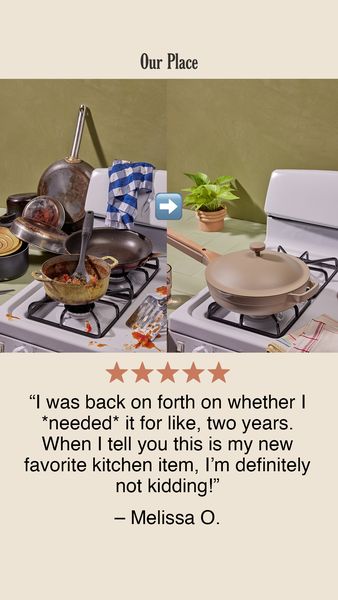 Our Place
“I was back on forth on whether I
*needed* it for like, two years.
When I tell you this is my new
favorite kitchen item, I’m definitely
not kidding!”
– Melissa O.